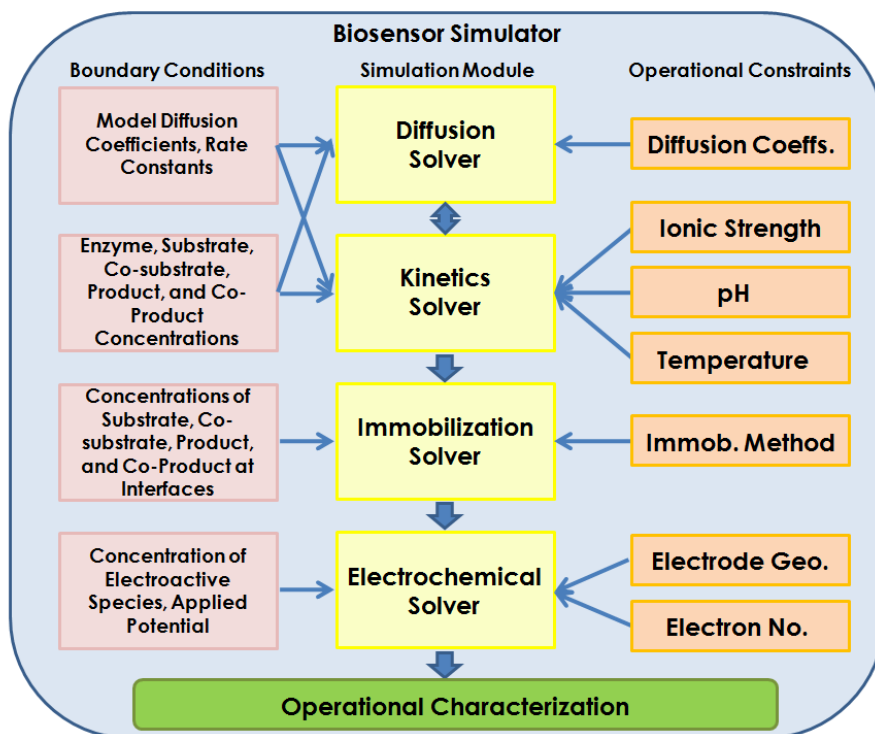 Biosensor Simulator
Boundary Conditions
Simulation Module
Operational Constraints
Model Diffusion
Coefficients, Rate
Constants
Diffusion
Solver
Diffusion Coeffs.
Enzyme, Substrate,
Co-substrate,
Product, and Co-
Product
Concentrations
Kinetics
Solver
Ionic Strength
pH
Temperature
Concentrations of
Substrate, Co-
substrate, Product,
and Co-Product at
Interfaces
Immobilization
Solver
Immob. Method
Concentration of
Electroactive
Species, Applied
Potential
Electrochemical
Solver
Electrode Geo.
Electron No.
Operational Characterization